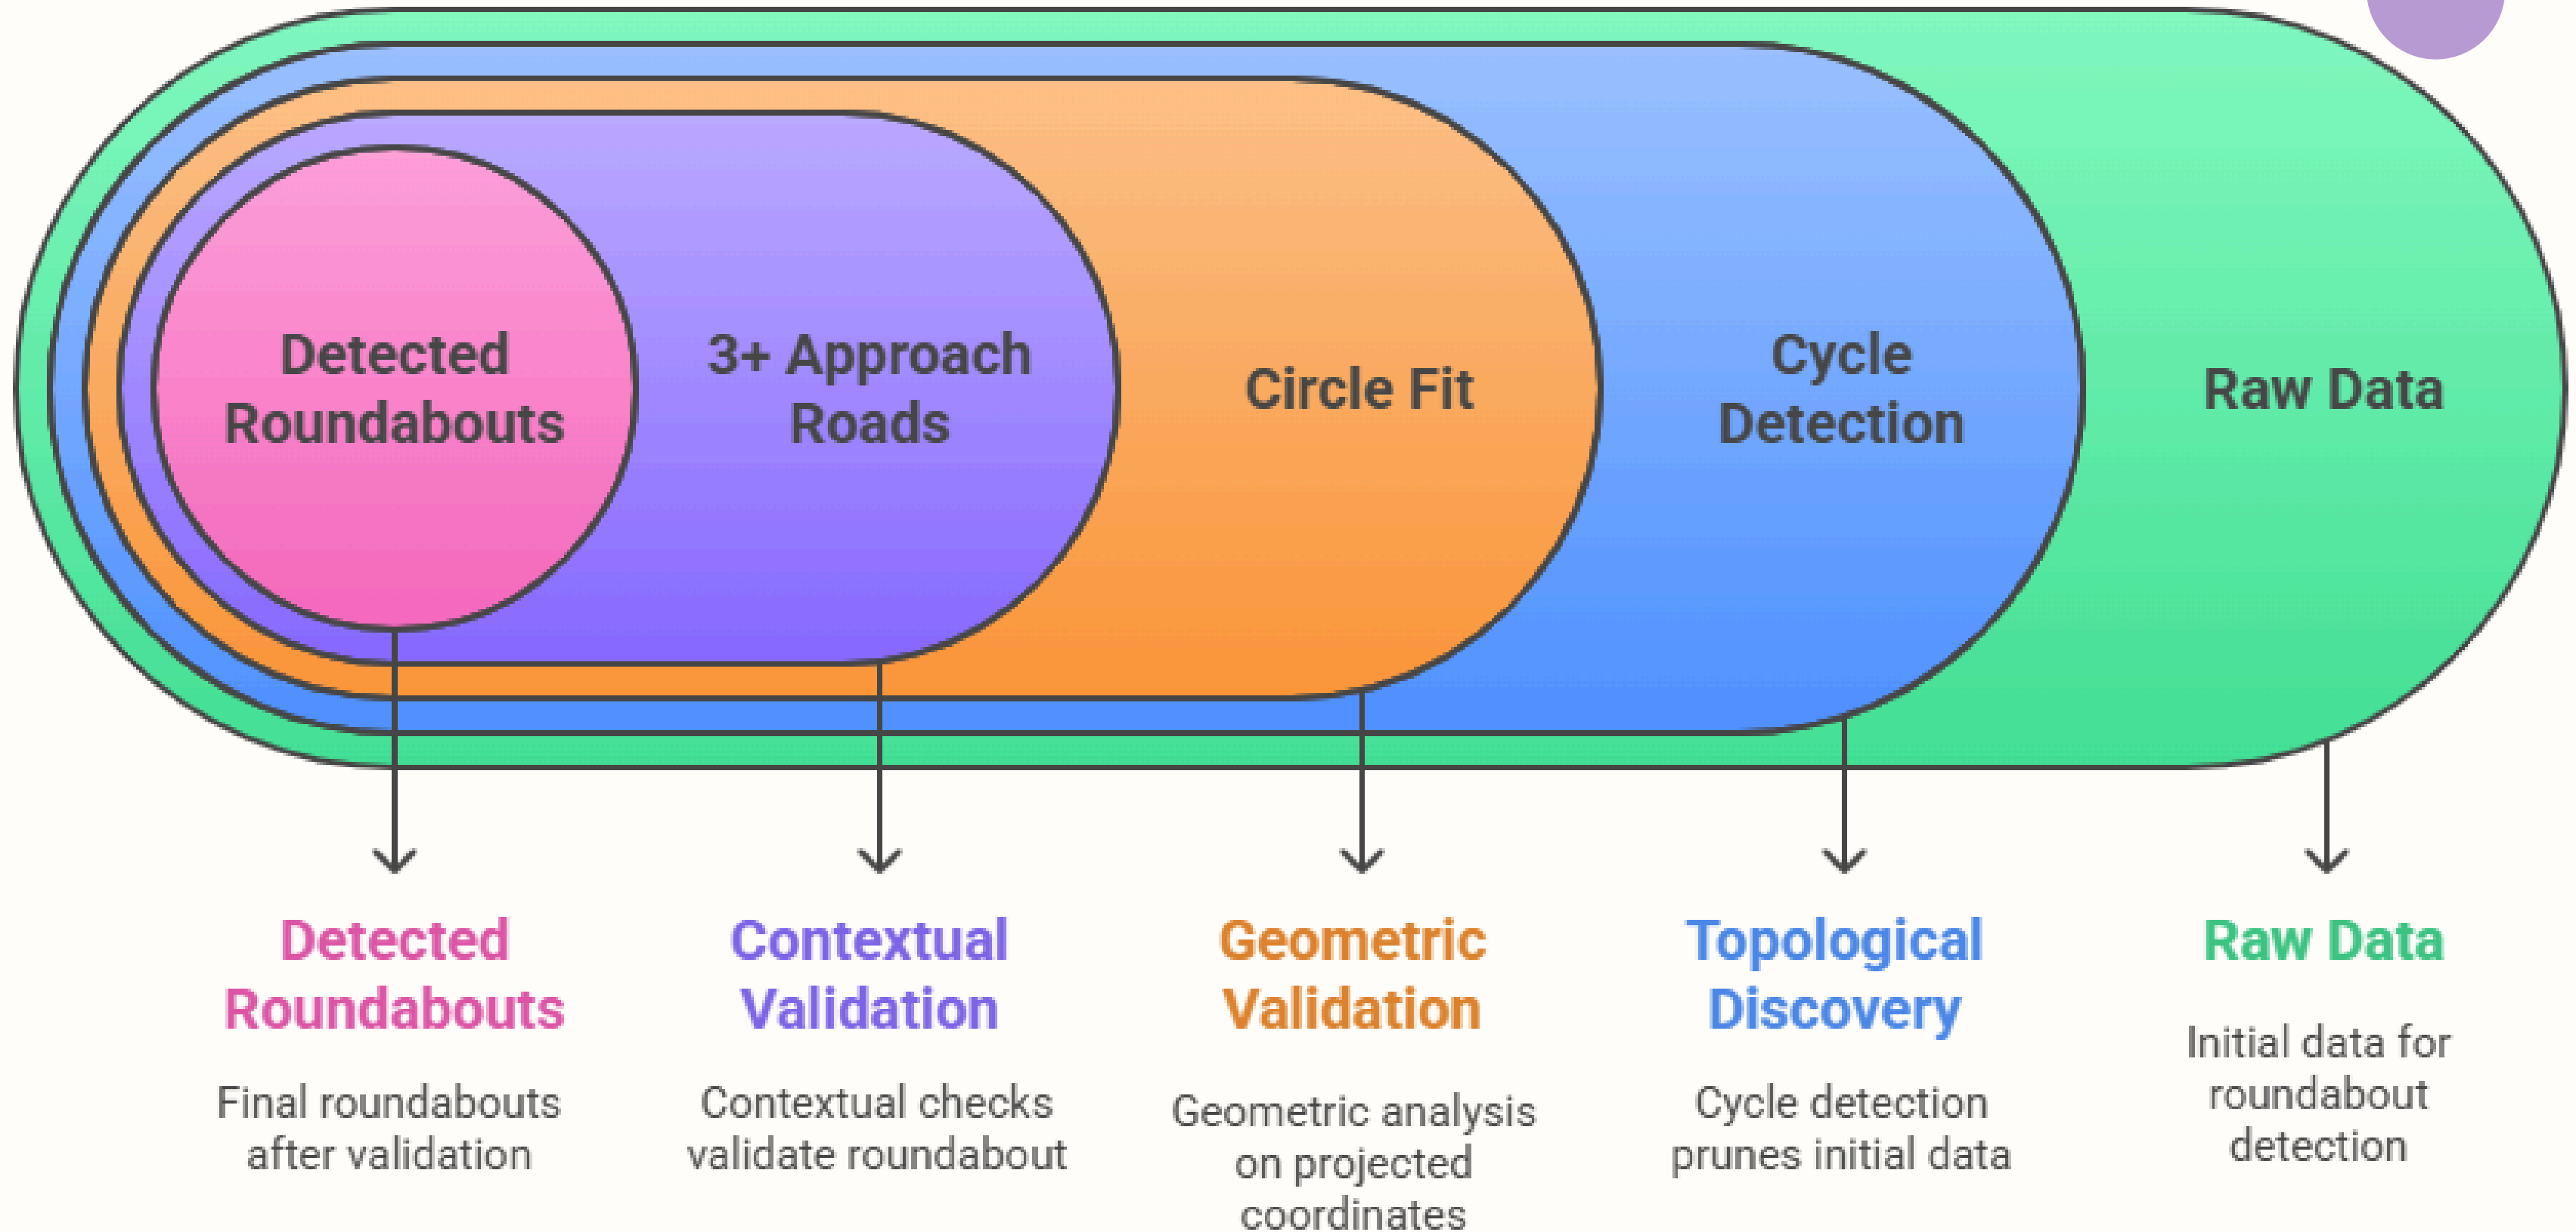 Detected
Roundabouts
3+ Approach
Roads
Circle Fit
Cycle
Detection
Raw Data
Detected
Roundabouts
Final roundabouts
after validation
Contextual
Validation
Contextual checks
validate roundabout
Geometric
Validation
Geometric analysis
on projected
coordinates
Topological
Discovery
Cycle detection
prunes initial data
Raw Data
Initial data for
roundabout
detection